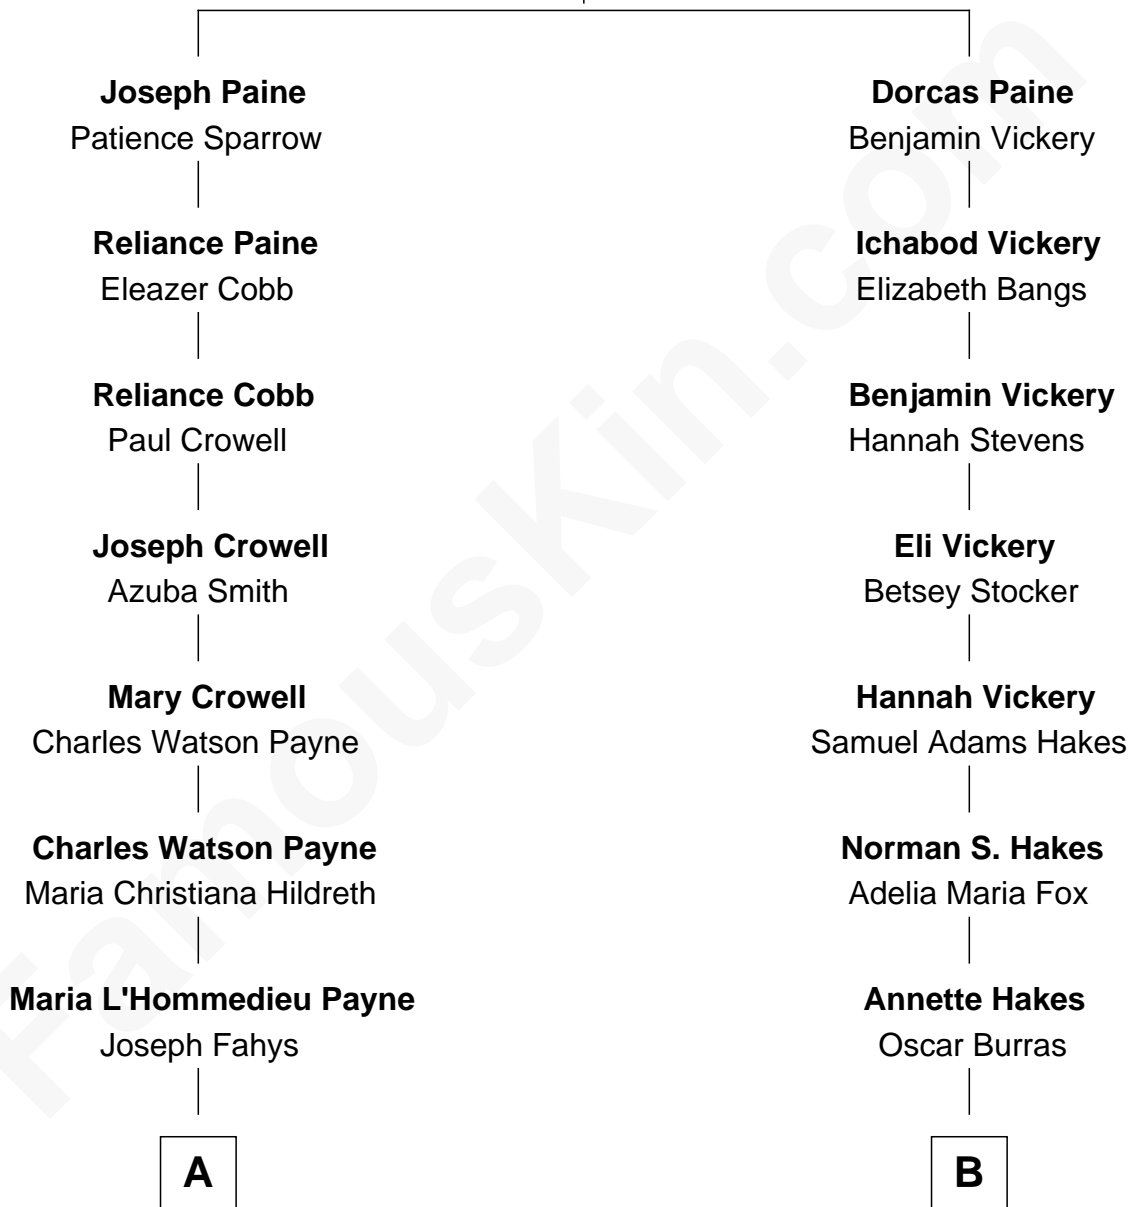 Joseph Paine
Patience Sparrow
Reliance Paine
Eleazer Cobb
Reliance Cobb
Paul Crowell
Joseph Crowell
Azuba Smith
Mary Crowell
Charles Watson Payne
Charles Watson Payne
Maria Christiana Hildreth
Maria L'Hommedieu Payne
Joseph Fahys
A
Dorcas Paine
Benjamin Vickery
Ichabod Vickery
Elizabeth Bangs
Benjamin Vickery
Hannah Stevens
Eli Vickery
Betsey Stocker
Hannah Vickery
Samuel Adams Hakes
Norman S. Hakes
Adelia Maria Fox
Annette Hakes
Oscar Burras
B
FamousKin.com